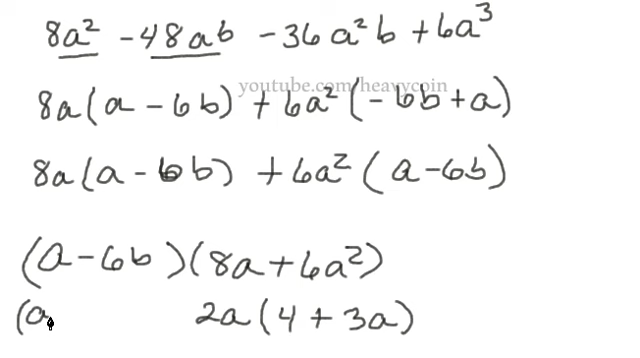 8a² - 48ab - 36a²b + 6a³
youtube.com/heavycoin
8a(a - 6b) + 6a²(-6b + a)
8a(a - 6b) + 6a²(a - 6b)
(a - 6b)(8a + 6a²)
(a 2a(4 + 3a)